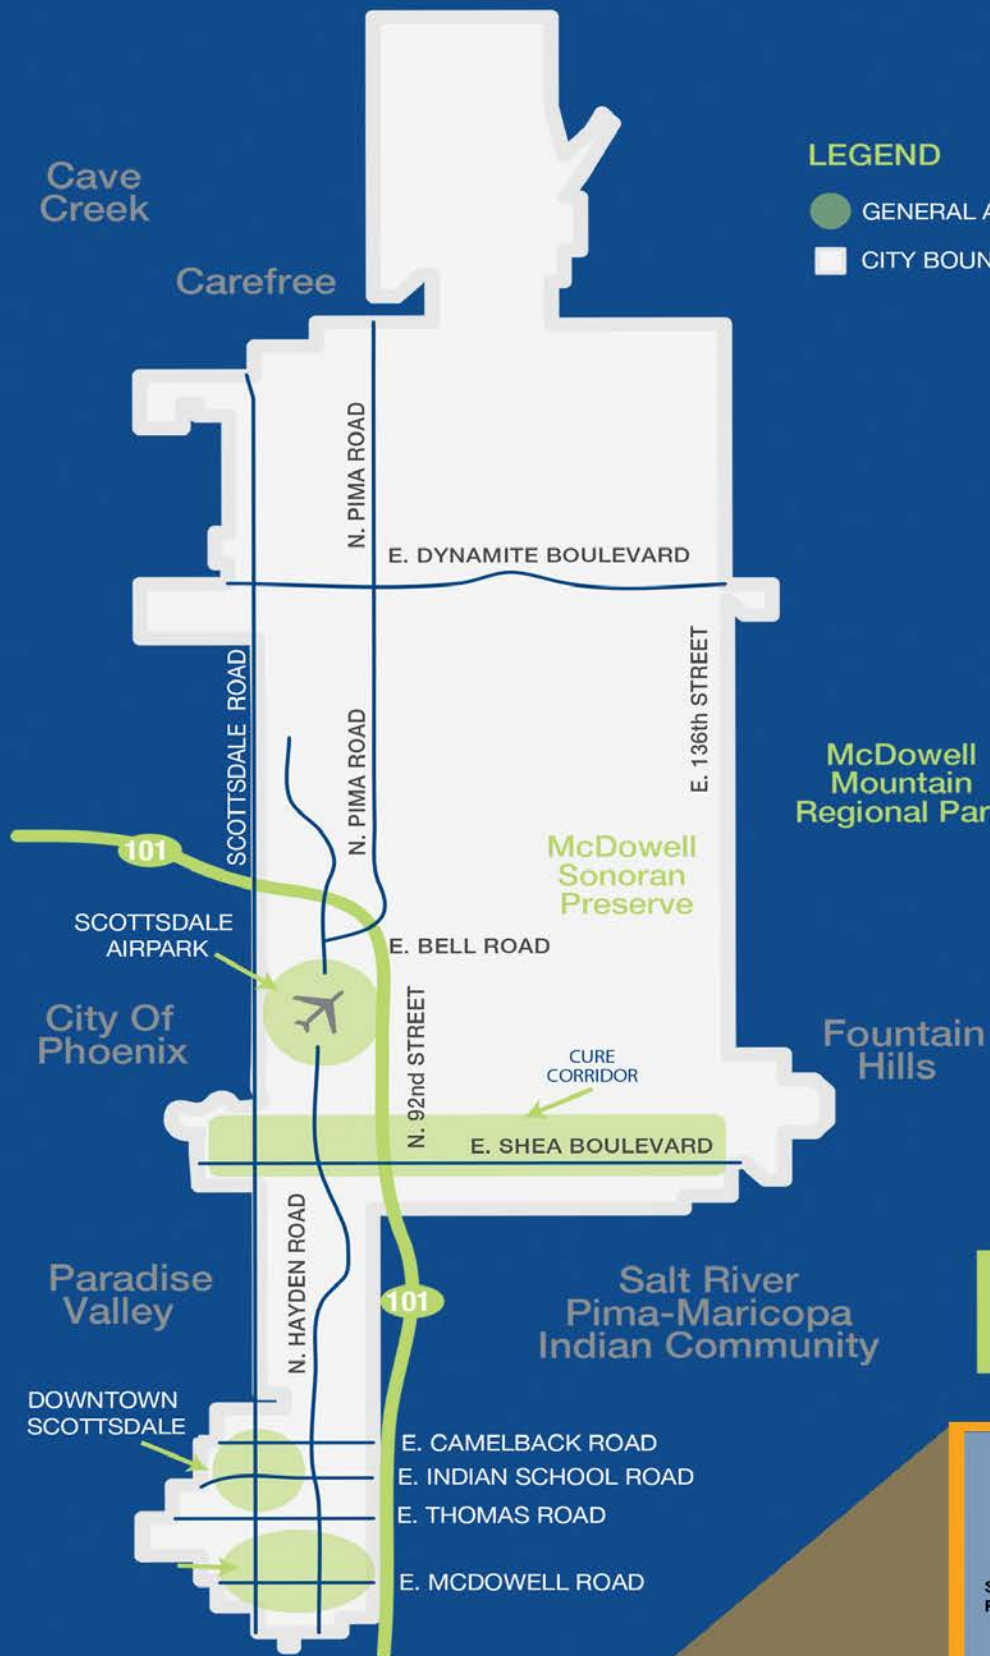 Cave
Creek
Carefree
LEGEND
GENERAL
CITY
N. PIMA ROAD
E. DYNAMITE BOULEVARD
SCOTTSDALE ROAD
N. PIMA ROAD
E. 136th STREET
McDowell
Mountain
Regional
101
McDowell
Sonoran
Preserve
SCOTTSDALE
AIRPARK
E. BELL ROAD
City Of
Phoenix
N. 92nd STREET
Fountain
Hills
CURE
CORRIDOR
E. SHEA BOULEVARD
N. HAYDEN ROAD
Paradise
Valley
101
Salt River
Pima-Maricopa
Indian Community
DOWNTOWN
SCOTTSDALE
E. CAMELBACK ROAD
E. INDIAN SCHOOL ROAD
E. THOMAS ROAD
E. MCDOWELL ROAD